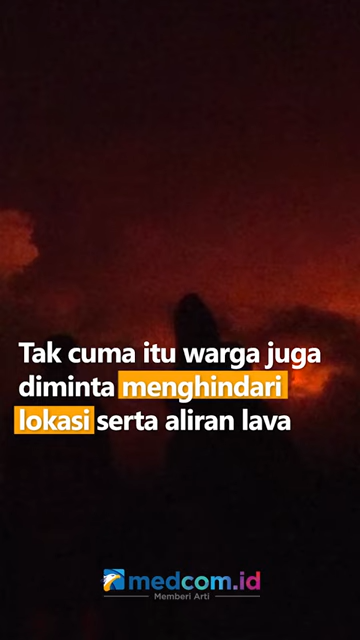 Tak cuma itu warga juga
diminta menghindari
lokasi serta aliran lava
medcom.id
Memberi Arti